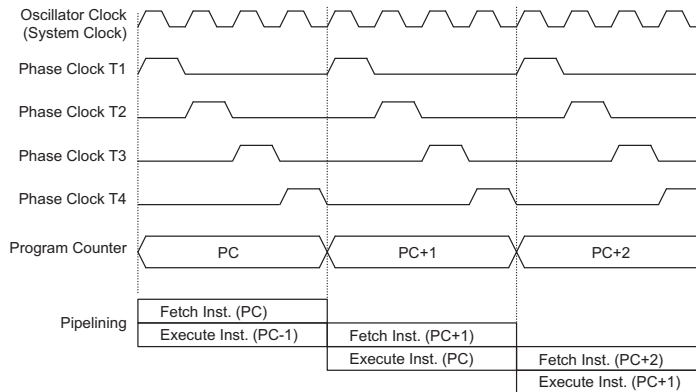 Oscillator Clock
(System Clock)
Phase Clock T1
Phase Clock T2
Phase Clock T3
Phase Clock T4
Program Counter
PC
PC+1
PC+2
Pipelining
Fetch Inst. (PC)
Execute Inst. (PC-1)
Fetch Inst. (PC+1)
Execute Inst. (PC)
Fetch Inst. (PC+2)
Execute Inst. (PC+1)